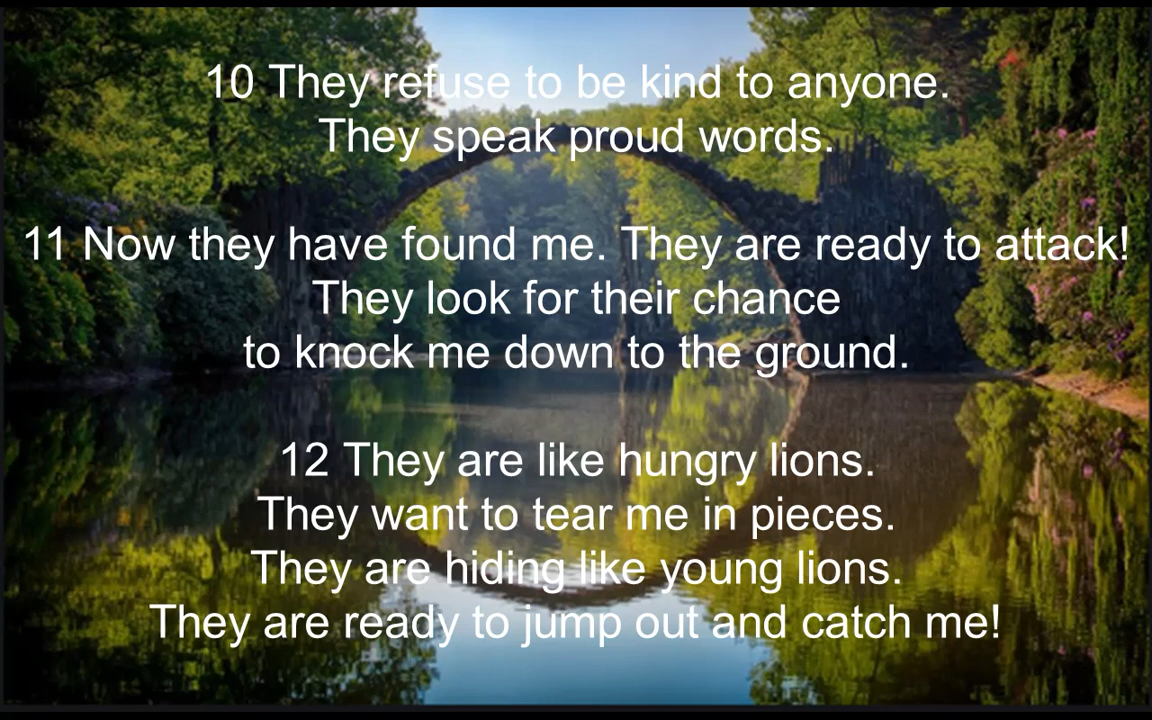 10 They refuse to be kind to anyone.
They speak proud words.
11 Now they have found me. They are ready to attack!
They look for their chance
to knock me down to the ground.
12 They are like hungry lions.
They want to tear me in pieces.
They are hiding like young lions.
They are ready to jump out and catch me!